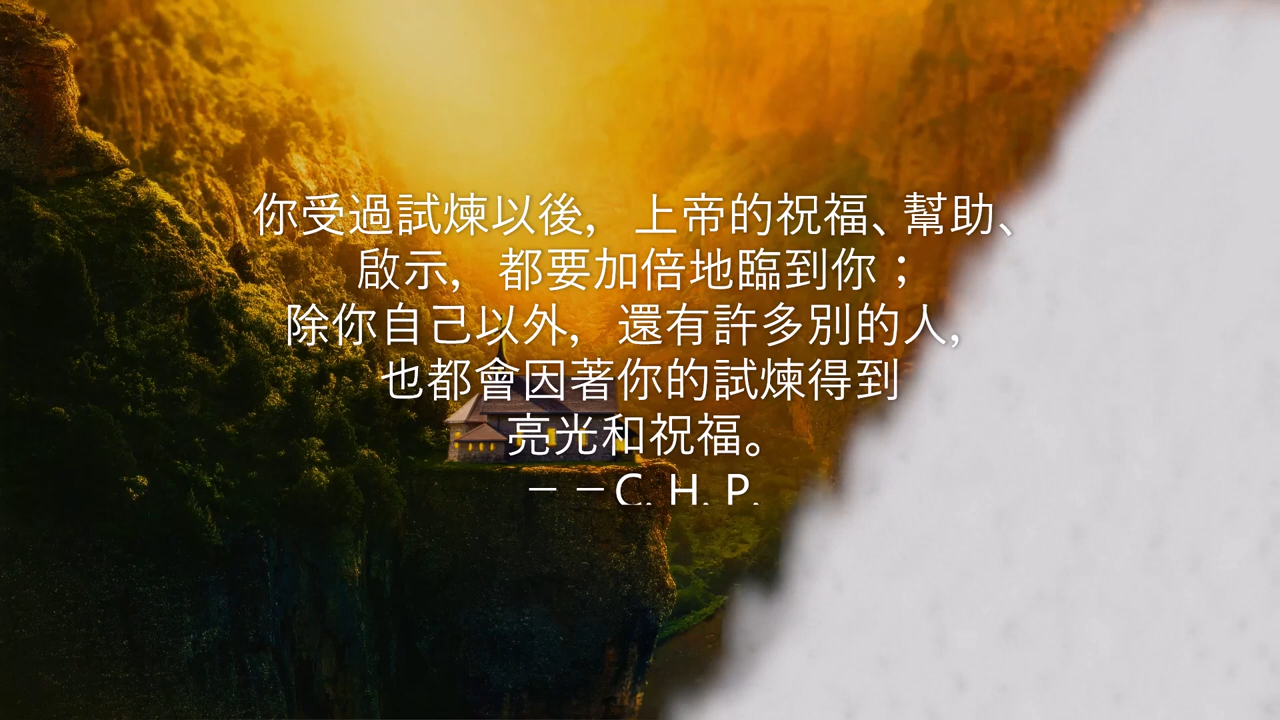 你受過試煉以後, 上帝的祝福、幫助、
啟示, 都要加倍地臨到你；
除你自己以外, 還有許多別的人,
也都會因著你的試煉得到
亮光和祝福。
－－C. H. P.